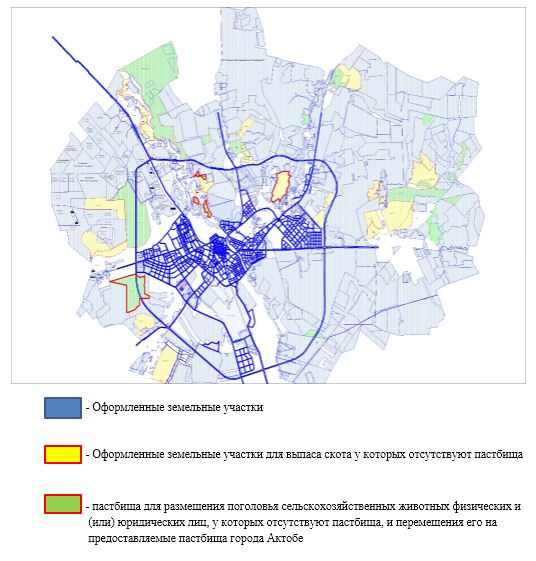 - Оформленные земельные участки
- Оформленные земельные участки для выпаса скота у которых отсутствуют пастбища
- пастбища для размещения поголовья сельскохозяйственных животных физических и
(или) юридических лиц, у которых отсутствуют пастбища, и перемещения его на
предоставляемые пастбища города Актобе